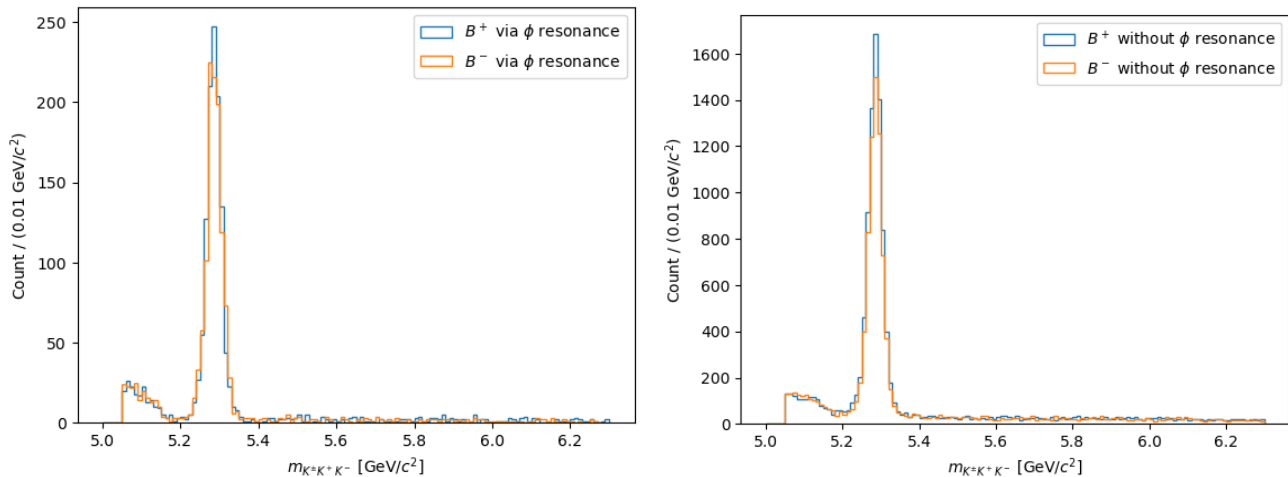 B⁺ via ϕ resonance
B⁻ via ϕ resonance
Count / (0.01 GeV/c²)
250
200
150
100
50
0
5.0 5.2 5.4 5.6 5.8 6.0 6.2
m_{K^±K^+K^-} [GeV/c²]
B⁺ without ϕ resonance
B⁻ without ϕ resonance
Count / (0.01 GeV/c²)
1600
1400
1200
1000
800
600
400
200
0
5.0 5.2 5.4 5.6 5.8 6.0 6.2
m_{K^±K^+K^-} [GeV/c²]